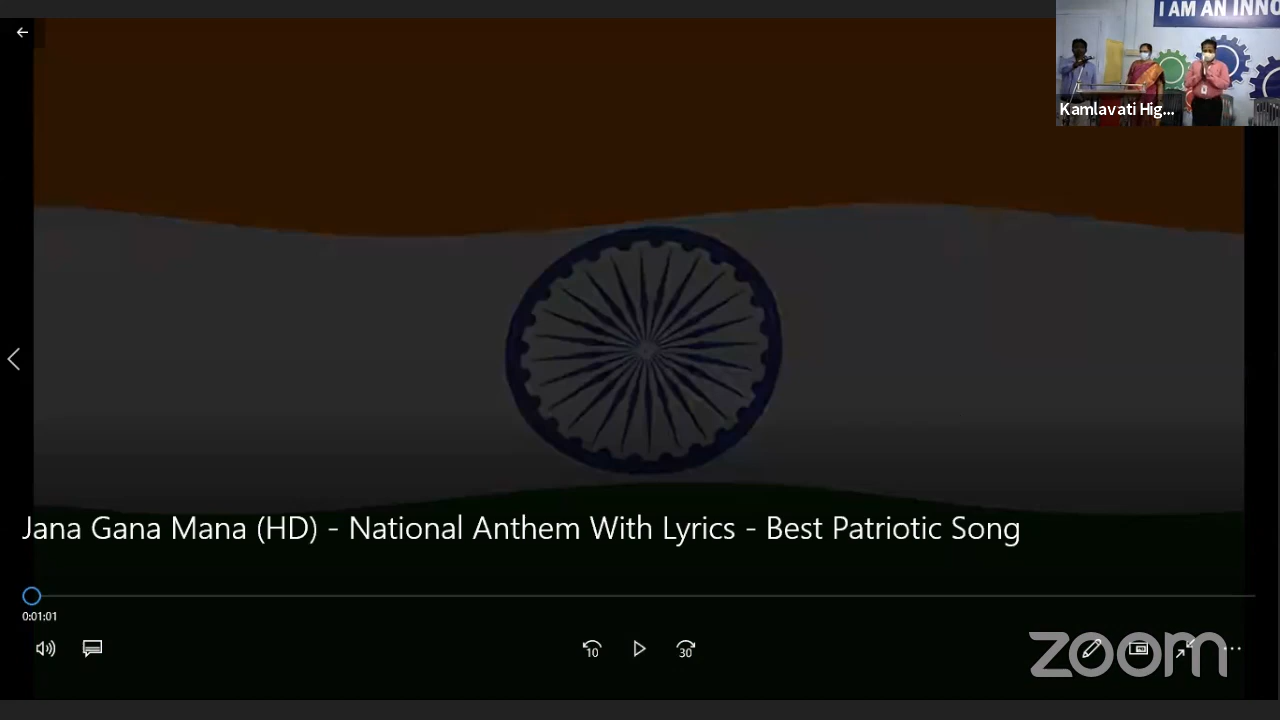 I AM AN INNO
Kamlavati Hig...
Jana Gana Mana (HD) - National Anthem With Lyrics - Best Patriotic Song
0:01:01
10
30
zoom